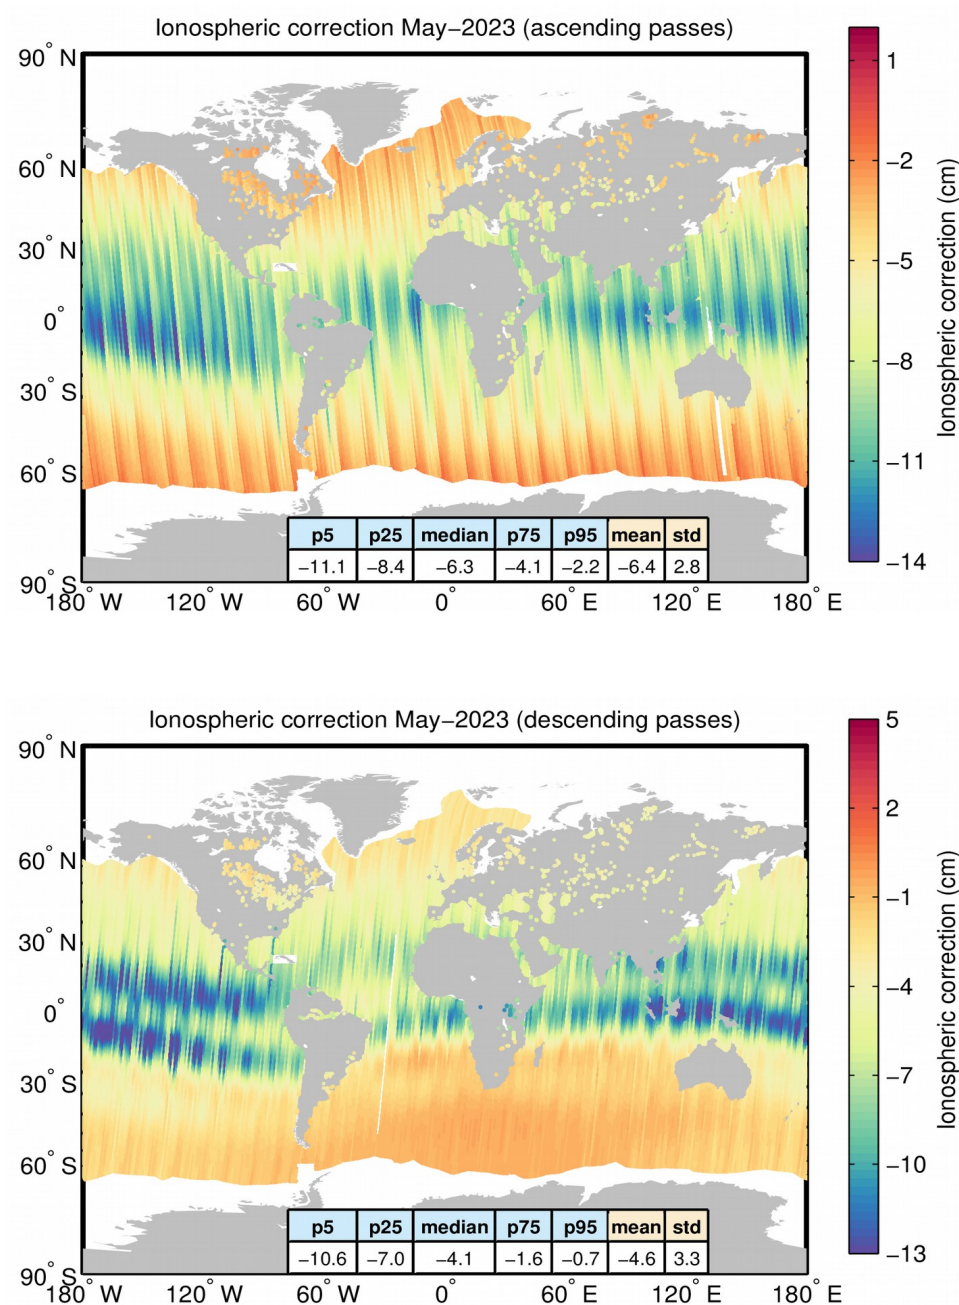 Ionospheric correction May−2023 (ascending passes)
90° N
60° N
30° N
0°
30° S
60° S
90° S
180° W 120° W 60° W 0° 60° E 120° E 180° E
p5 p25 median p75 p95 mean std
−11.1 −8.4 −6.3 −4.1 −2.2 −6.4 2.8
1
−2
−5
−8
−11
−14
Ionospheric correction (cm)
Ionospheric correction May−2023 (descending passes)
90° N
60° N
30° N
0°
30° S
60° S
90° S
180° W 120° W 60° W 0° 60° E 120° E 180° E
p5 p25 median p75 p95 mean std
−10.6 −7.0 −4.1 −1.6 −0.7 −4.6 3.3
5
2
−1
−4
−7
−10
−13
Ionospheric correction (cm)